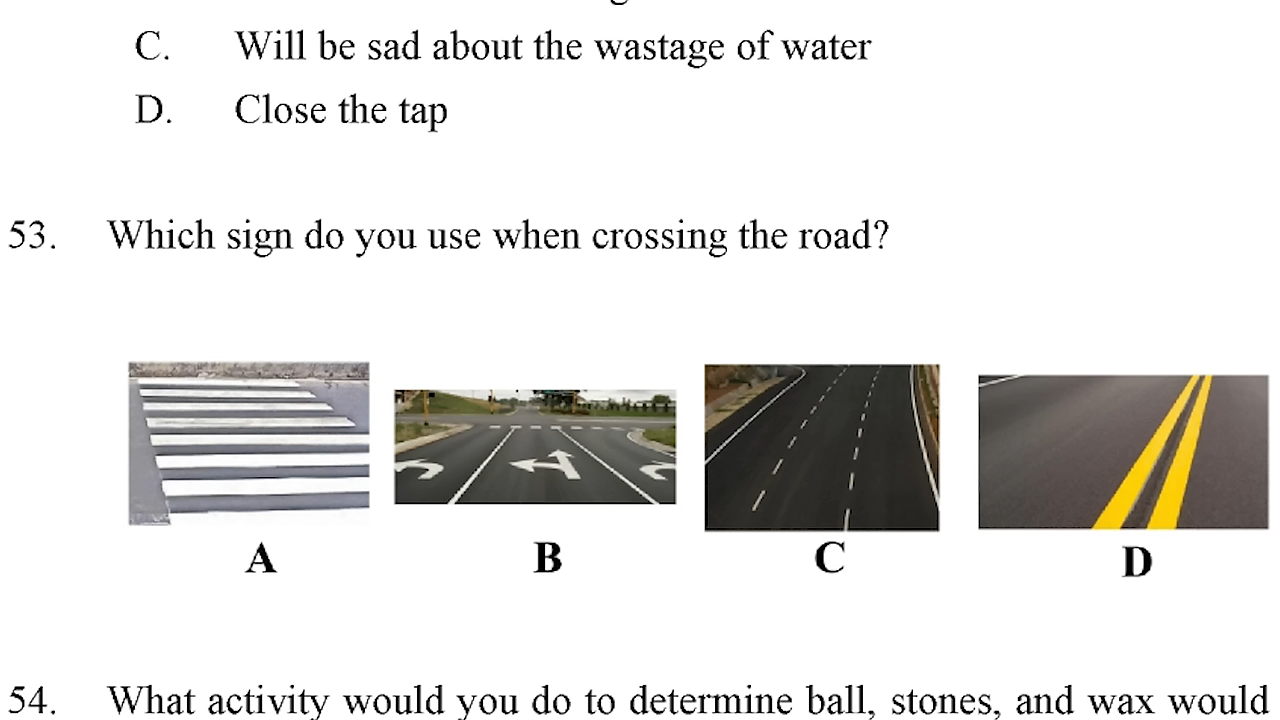 C. Will be sad about the wastage of water
D. Close the tap
53. Which sign do you use when crossing the road?
A B C D
54. What activity would you do to determine ball, stones, and wax would